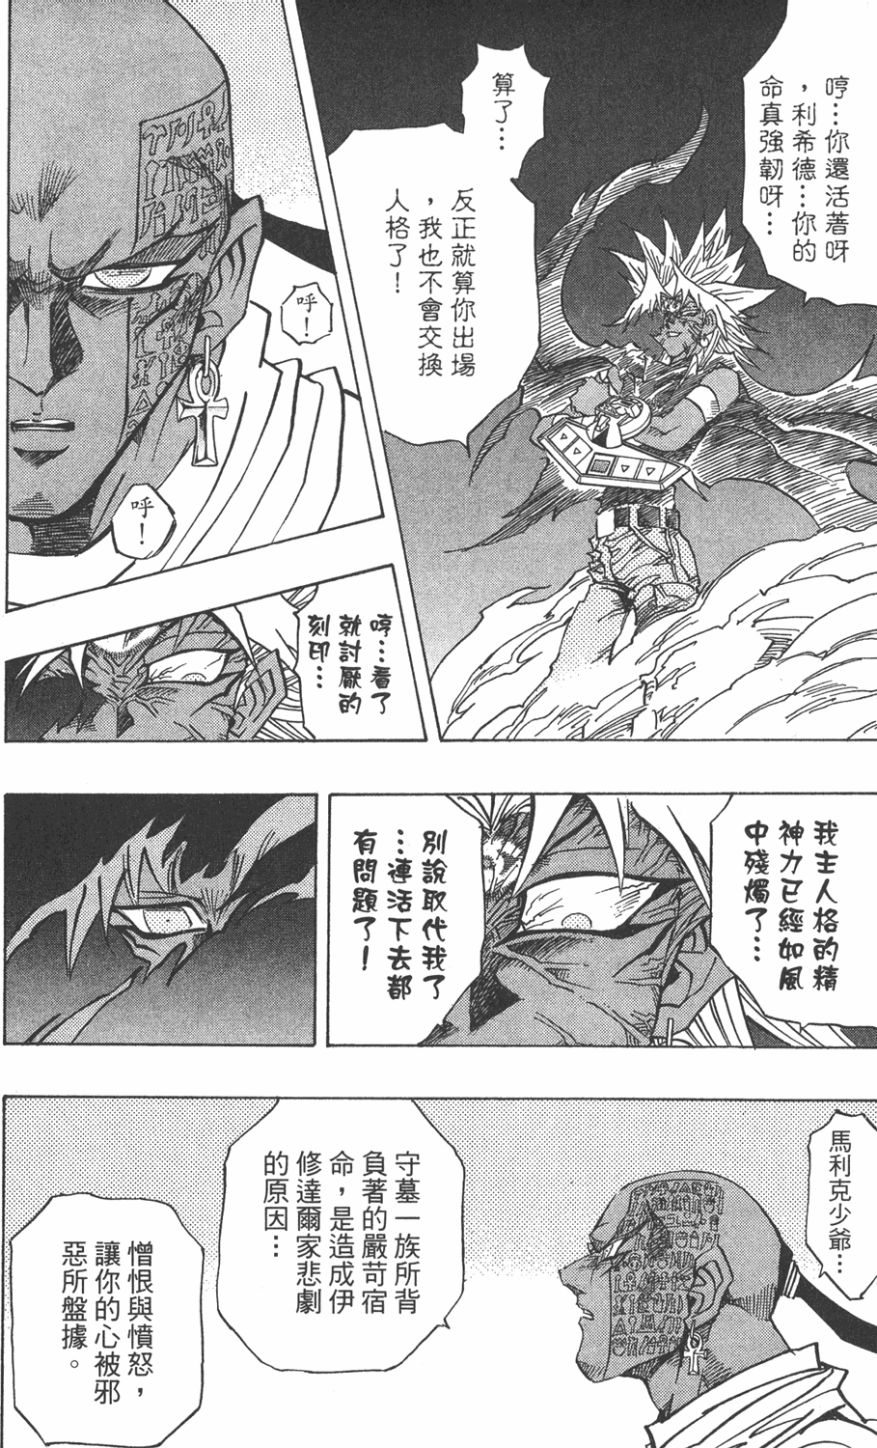 哼…你還活著呀
，利希德…你的
命真強韌呀…
算了…
反正就算你出場
，我也不會交換
人格了！
呼！
呼！
哼…看了
就討厭的
刻印…
我主人格的精
神力已經如風
中殘燭了…
別說取代我了
…連活下去都
有問題了！
馬利克少爺…
守墓一族所背
負著的嚴苛宿
命，是造成伊
修達爾家悲劇
的原因…
憎恨與憤怒，
讓你的心被邪
惡所盤據。